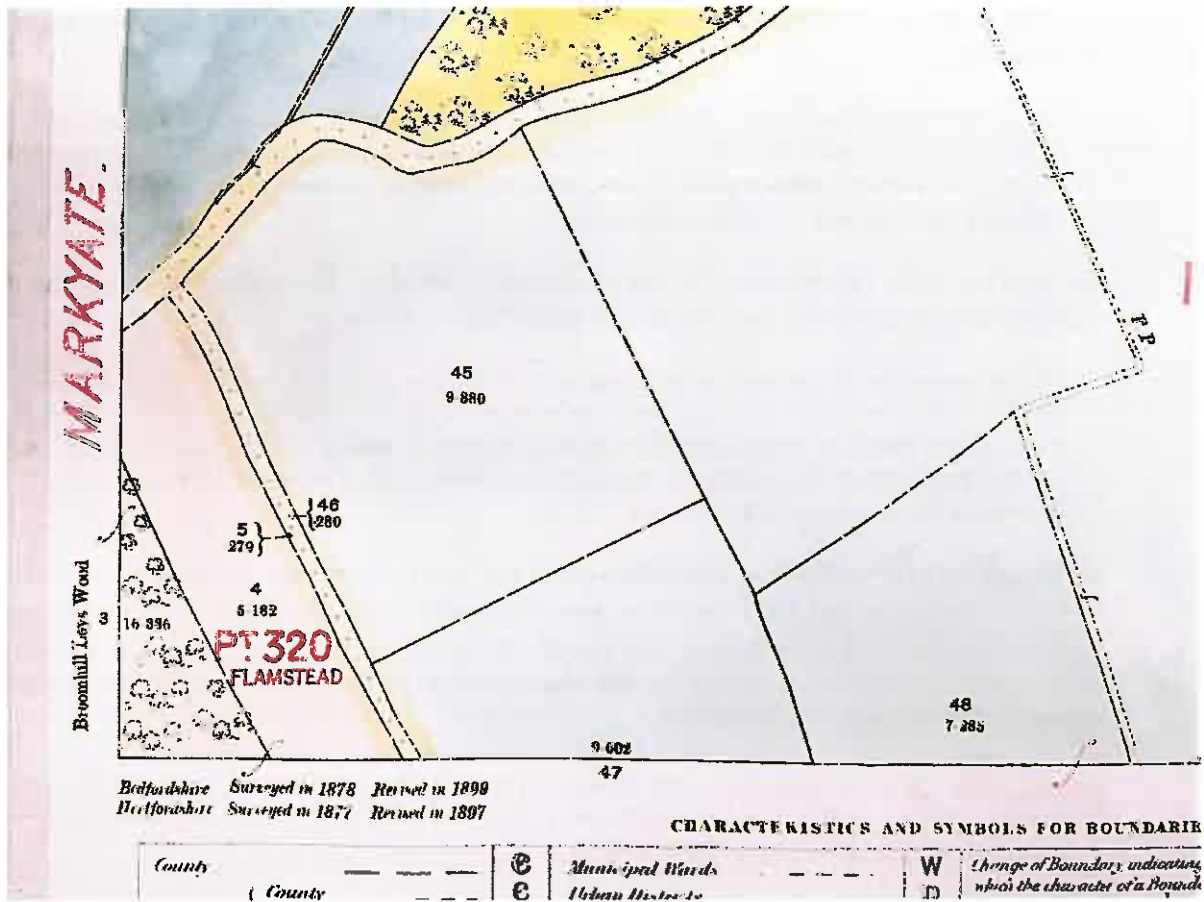 MARKYATE.
F P
45
9·880
46
·280
5
·279
4
5·182
Broomhill Leys Wood
3
16·396
PT 320
FLAMSTEAD
48
7·285
9·602
47
Bedfordshire Surveyed in 1878 Revised in 1899
Hertfordshire Surveyed in 1877 Revised in 1897
CHARACTERISTICS AND SYMBOLS FOR BOUNDARIE
County
C
Municipal Wards
W
Change of Boundary indicating
County
C
Urban Districts
D
which the character of a Bounda